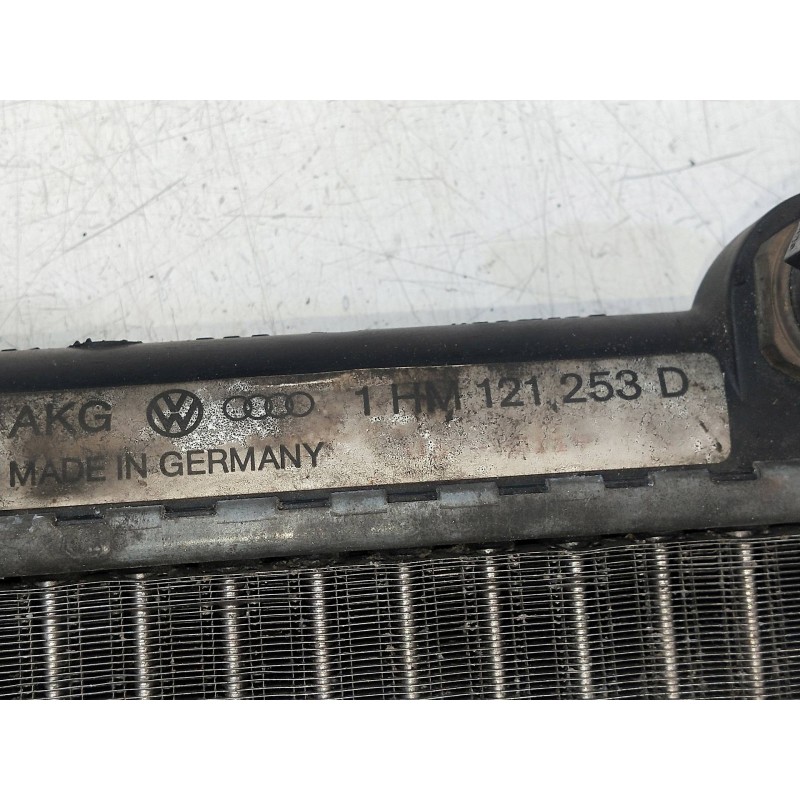 AKG 1 HM 121 253 D
MADE IN GERMANY